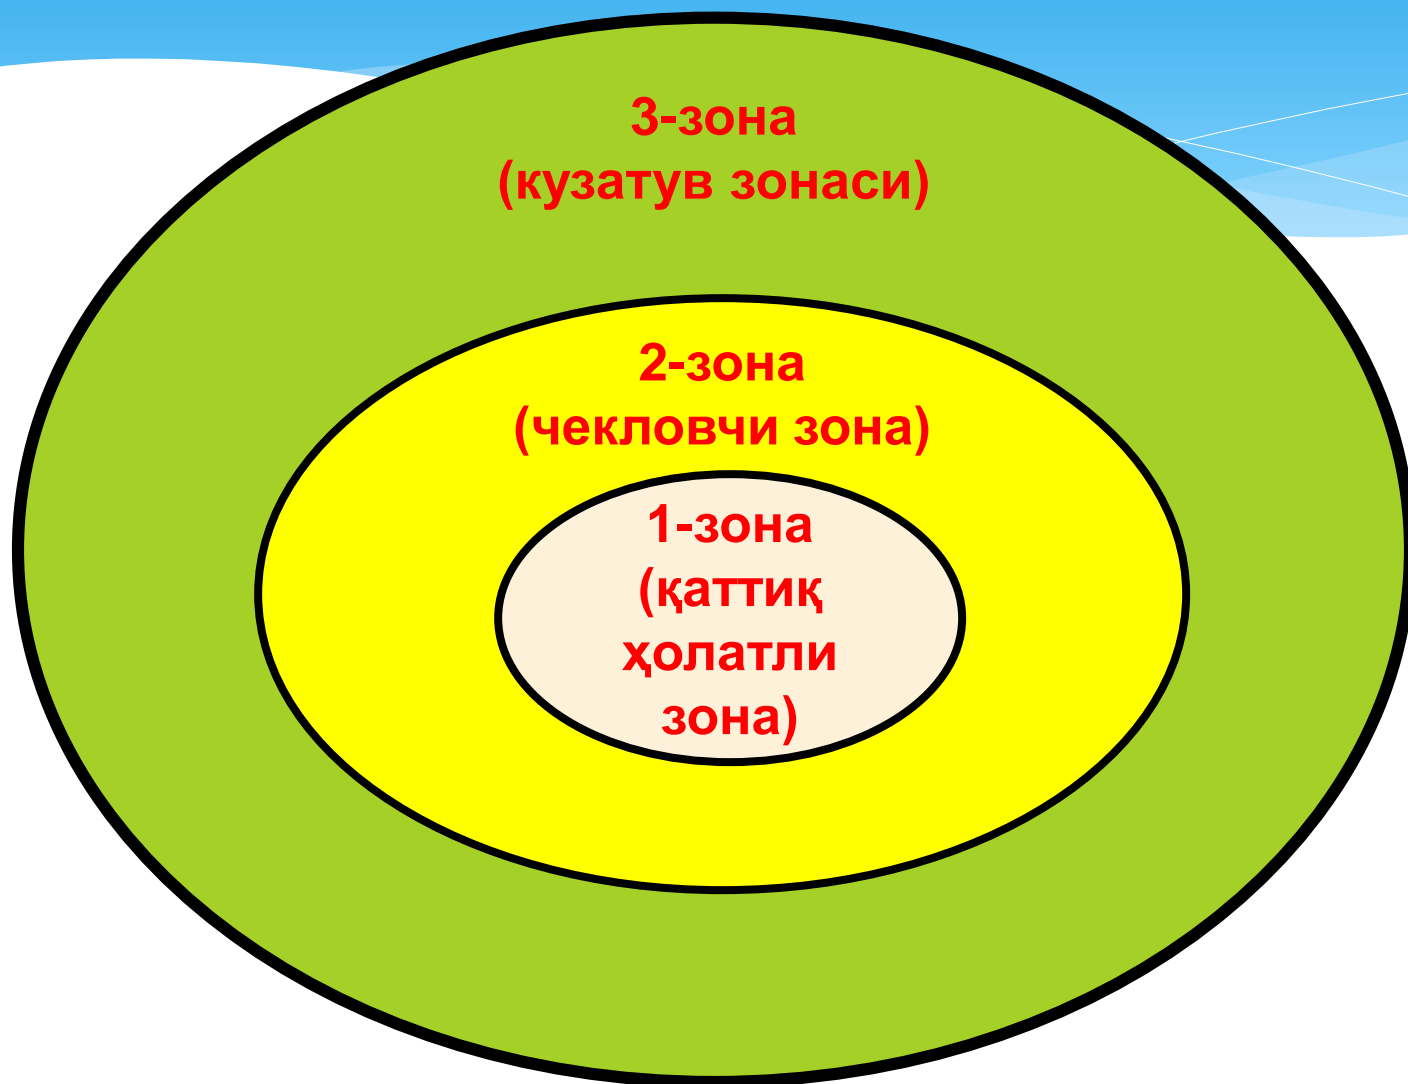 3-зона
(кузатув зонаси)
2-зона
(чекловчи зона)
1-зона
(қаттиқ
ҳолатли
зона)